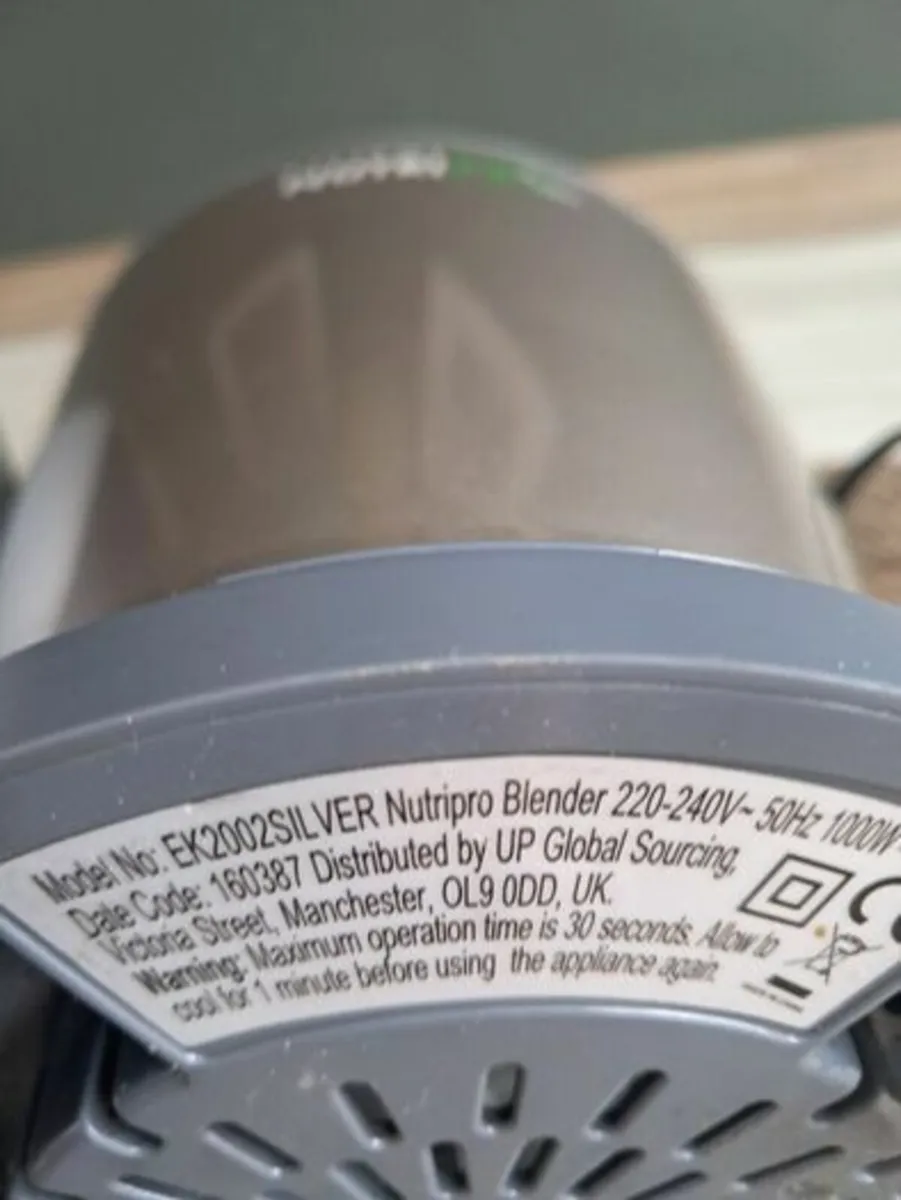 Model No: EK2002SILVER Nutripro Blender 220-240V~ 50Hz 1000W
Date Code: 160387 Distributed by UP Global Sourcing,
Victoria Street, Manchester, OL9 0DD, UK.
Warning: Maximum operation time is 30 seconds. Allow to
cool for 1 minute before using the appliance again.